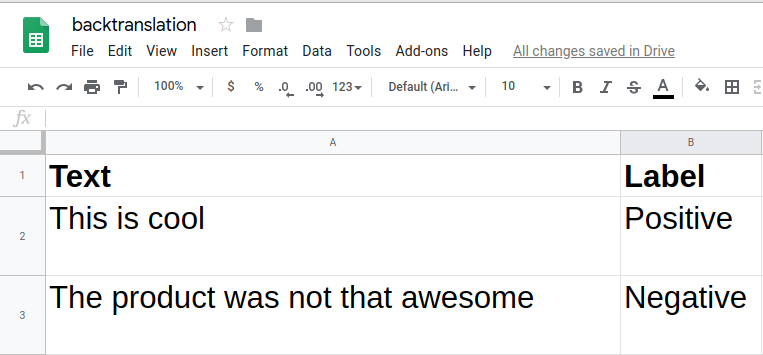 backtranslation
File Edit View Insert Format Data Tools Add-ons Help All changes saved in Drive
100% $ % .0 .00 123 Default (Ari... 10 B I S A
fx
A B
1 Text Label
2 This is cool Positive
3 The product was not that awesome Negative